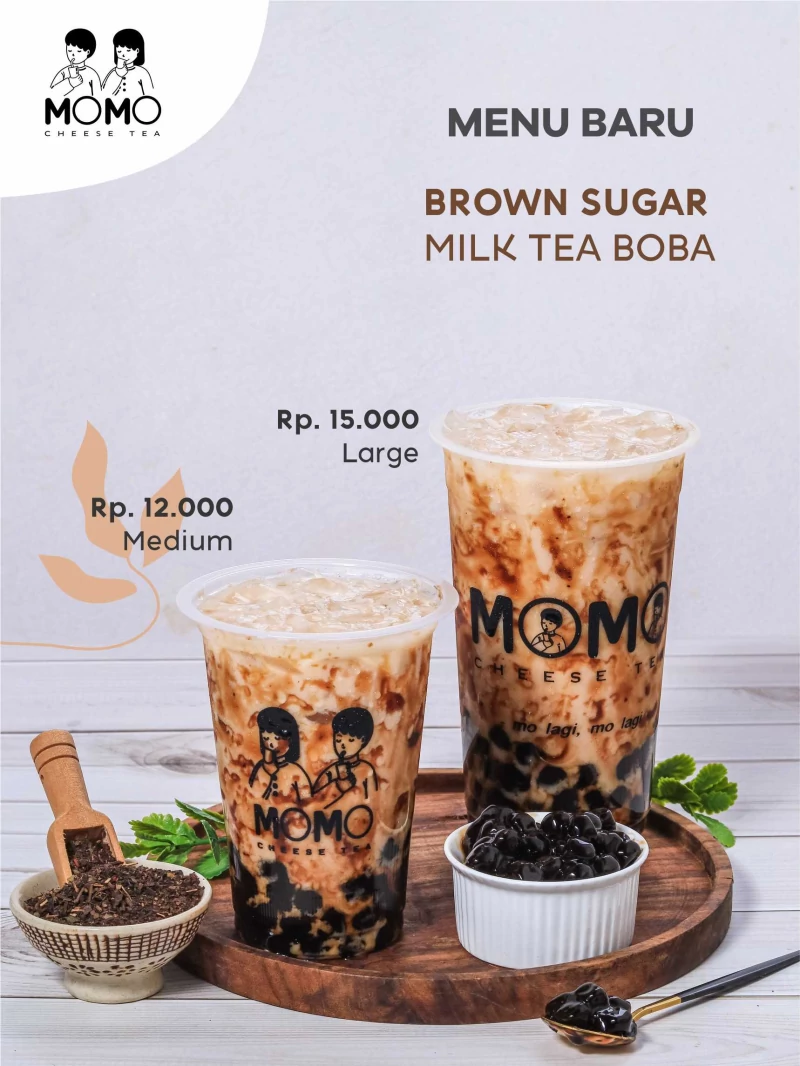 MOMO
CHEESE TEA
MENU BARU
BROWN SUGAR
MILK TEA BOBA
Rp. 15.000
Large
Rp. 12.000
Medium
MOMO
CHEESE TE
mo lagi, mo lagi
MOMO
CHEESE TEA